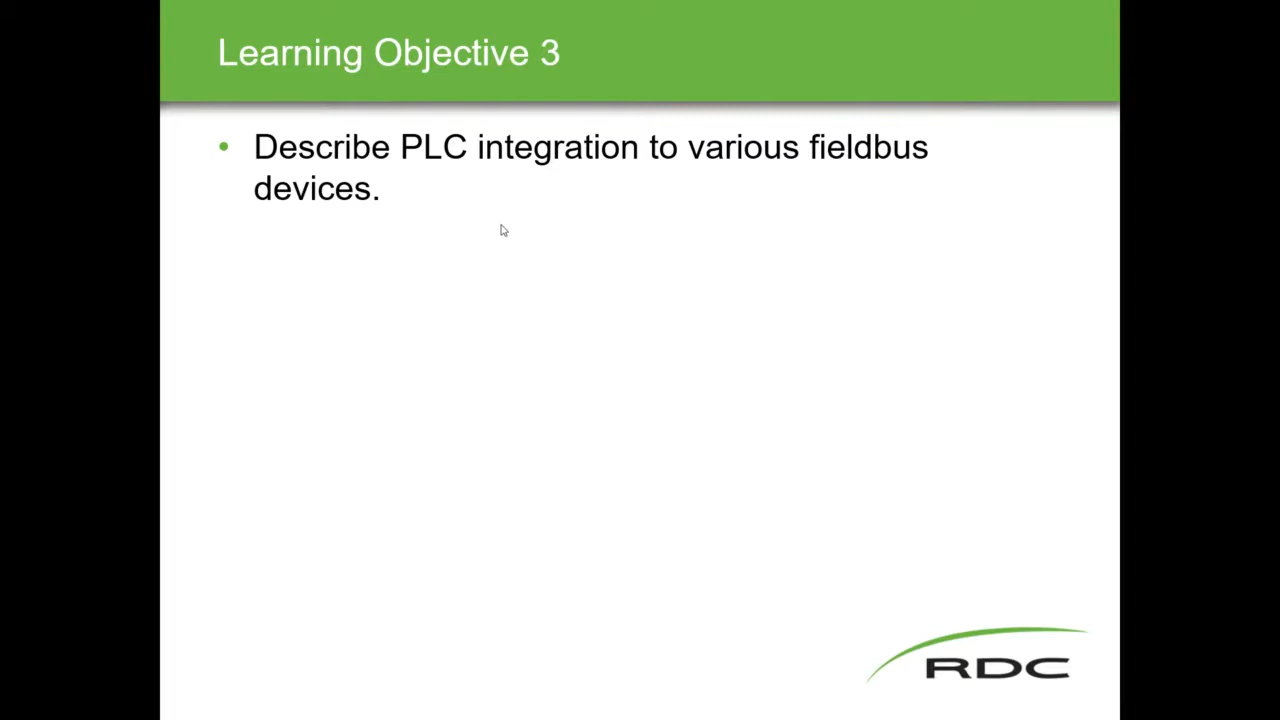 Learning Objective 3
• Describe PLC integration to various fieldbus
devices.
RDC